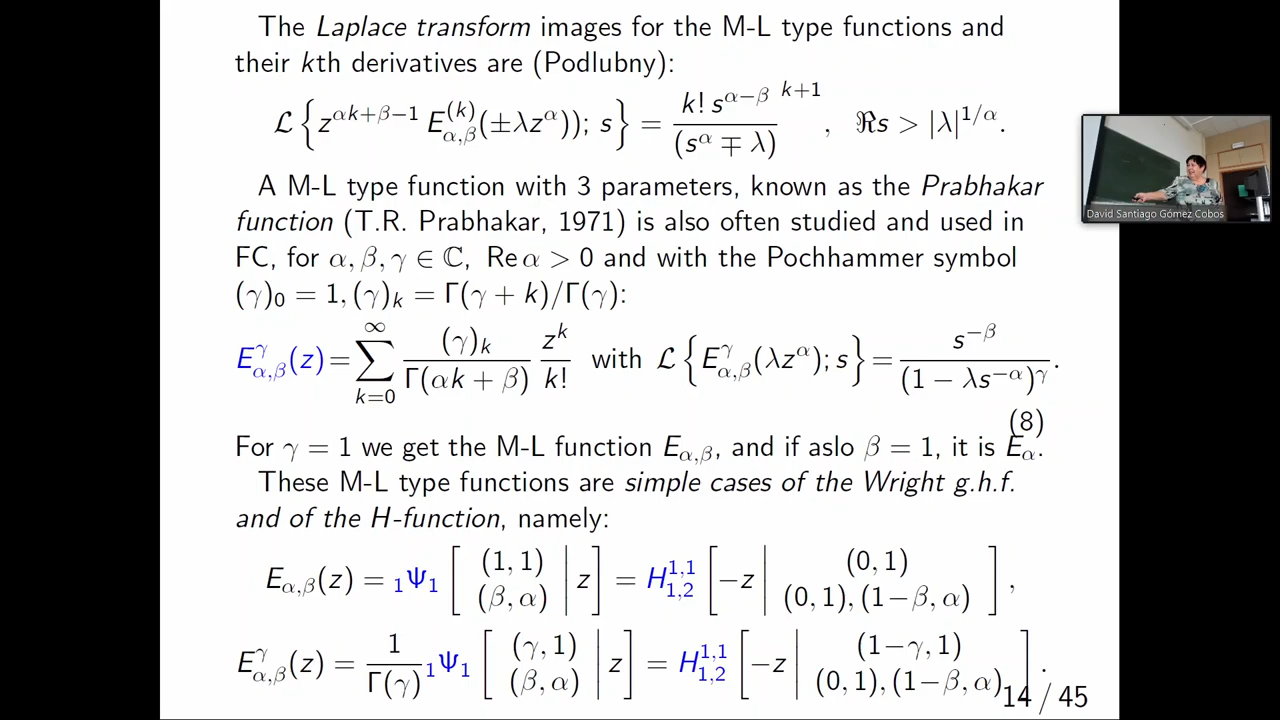 The Laplace transform images for the M-L type functions and
their kth derivatives are (Podlubny):
ℒ { z^{αk+β−1} E^{(k)}_{α,β}(±λz^α)); s } = k! s^{α−β} / (s^α ∓ λ) ^{k+1} , ℜs > |λ|^{1/α}.
A M-L type function with 3 parameters, known as the Prabhakar
function (T.R. Prabhakar, 1971) is also often studied and used in
FC, for α, β, γ ∈ ℂ, Re α > 0 and with the Pochhammer symbol
(γ)_0 = 1, (γ)_k = Γ(γ + k)/Γ(γ):
E^γ_{α,β}(z) = ∑_{k=0}^{∞} (γ)_k / Γ(αk + β) z^k / k! with ℒ { E^γ_{α,β}(λz^α); s } = s^{−β} / (1 − λs^{−α})^γ .
(8)
For γ = 1 we get the M-L function E_{α,β}, and if aslo β = 1, it is E_α.
These M-L type functions are simple cases of the Wright g.h.f.
and of the H-function, namely:
E_{α,β}(z) = ₁Ψ₁ [ (1, 1) (β, α) | z ] = H^{1,1}_{1,2} [ −z | (0, 1) (0, 1), (1−β, α) ] ,
E^γ_{α,β}(z) = 1 / Γ(γ) ₁Ψ₁ [ (γ, 1) (β, α) | z ] = H^{1,1}_{1,2} [ −z | (1−γ, 1) (0, 1), (1−β, α) ] .
14 / 45
David Santiago Gómez Cobos